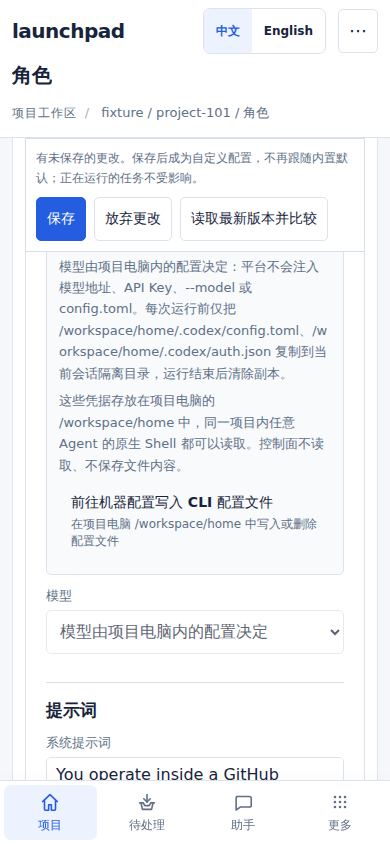 launchpad
中文 English ...
角色
项目工作区 / fixture / project-101 / 角色
有未保存的更改。保存后成为自定义配置，不再跟随内置默
认；正在运行的任务不受影响。
保存 放弃更改 读取最新版本并比较
模型由项目电脑内的配置决定：平台不会注入
模型地址、API Key、--model 或
config.toml。每次运行前仅把
/workspace/home/.codex/config.toml、/w
orkspace/home/.codex/auth.json 复制到当
前会话隔离目录，运行结束后清除副本。
这些凭据存放在项目电脑的
/workspace/home 中，同一项目内任意
Agent 的原生 Shell 都可以读取。控制面不读
取、不保存文件内容。
前往机器配置写入 CLI 配置文件
在项目电脑 /workspace/home 中写入或删除
配置文件
模型
模型由项目电脑内的配置决定
提示词
系统提示词
You operate inside a GitHub
项目 待处理 助手 更多